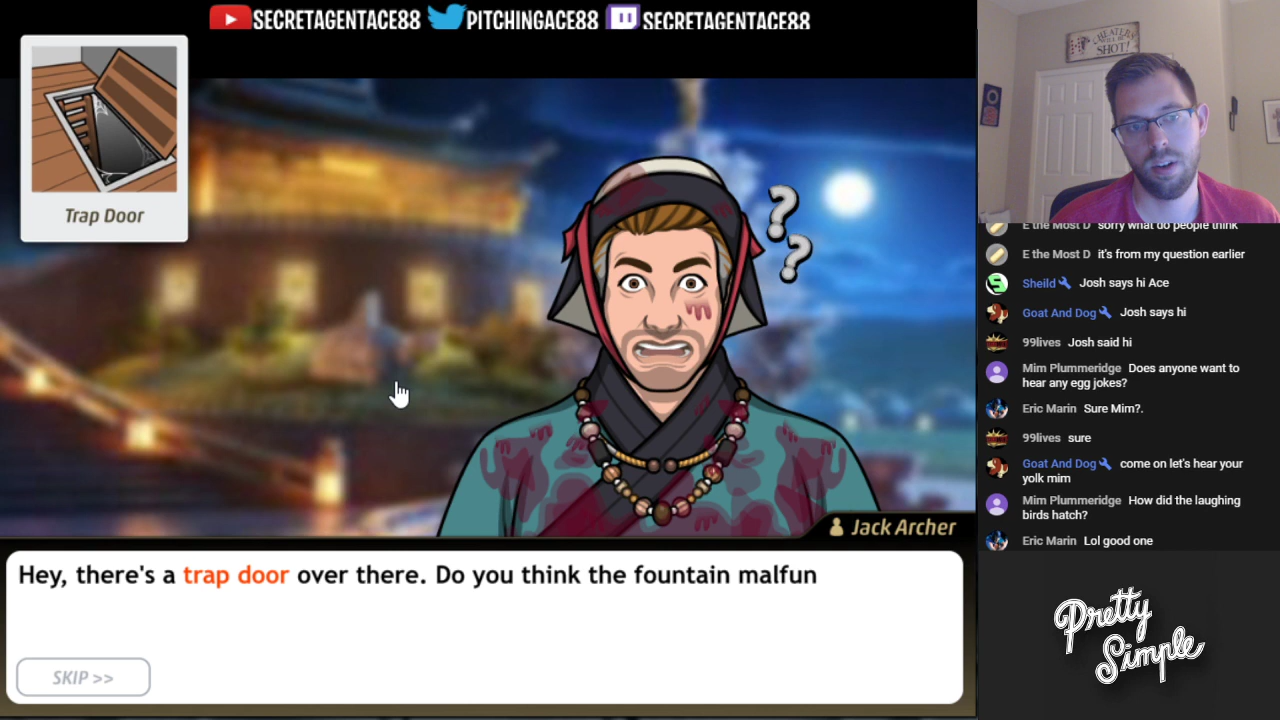 SECRETAGENTACE88 PITCHINGACE88 SECRETAGENTACE88
Trap Door
??
Jack Archer
Hey, there's a trap door over there. Do you think the fountain malfun
SKIP >>
CHEATERS
WILL BE
SHOT!
E the Most D sorry what do people think
E the Most D it's from my question earlier
Sheild Josh says hi Ace
Goat And Dog Josh says hi
99lives Josh said hi
Mim Plummeridge Does anyone want to
hear any egg jokes?
Eric Marin Sure Mim?.
99lives sure
Goat And Dog come on let's hear your
yolk mim
Mim Plummeridge How did the laughing
birds hatch?
Eric Marin Lol good one
Pretty
Simple